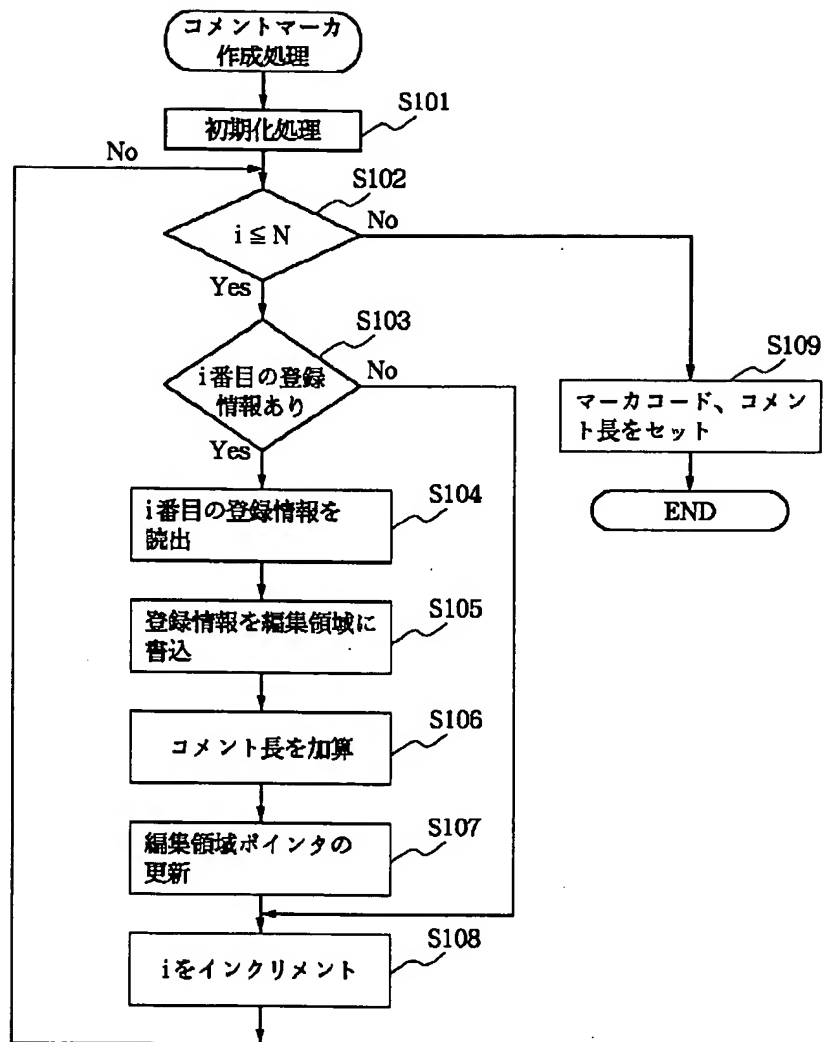 コメントマーカ
作成処理
S101
初期化処理
No
S102
i≦N
No
Yes
S103
i番目の登録
情報あり
No
Yes
S109
マーカコード、コメン
ト長をセット
END
S104
i番目の登録情報を
読出
S105
登録情報を編集領域に
書込
S106
コメント長を加算
S107
編集領域ポインタの
更新
S108
iをインクリメント